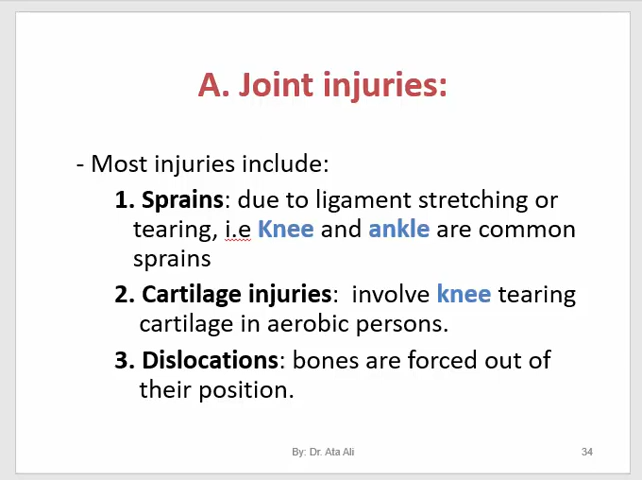 A. Joint injuries:
- Most injuries include:
1. Sprains: due to ligament stretching or
tearing, i.e Knee and ankle are common
sprains
2. Cartilage injuries:  involve knee tearing
cartilage in aerobic persons.
3. Dislocations: bones are forced out of
their position.
By: Dr. Ata Ali
34